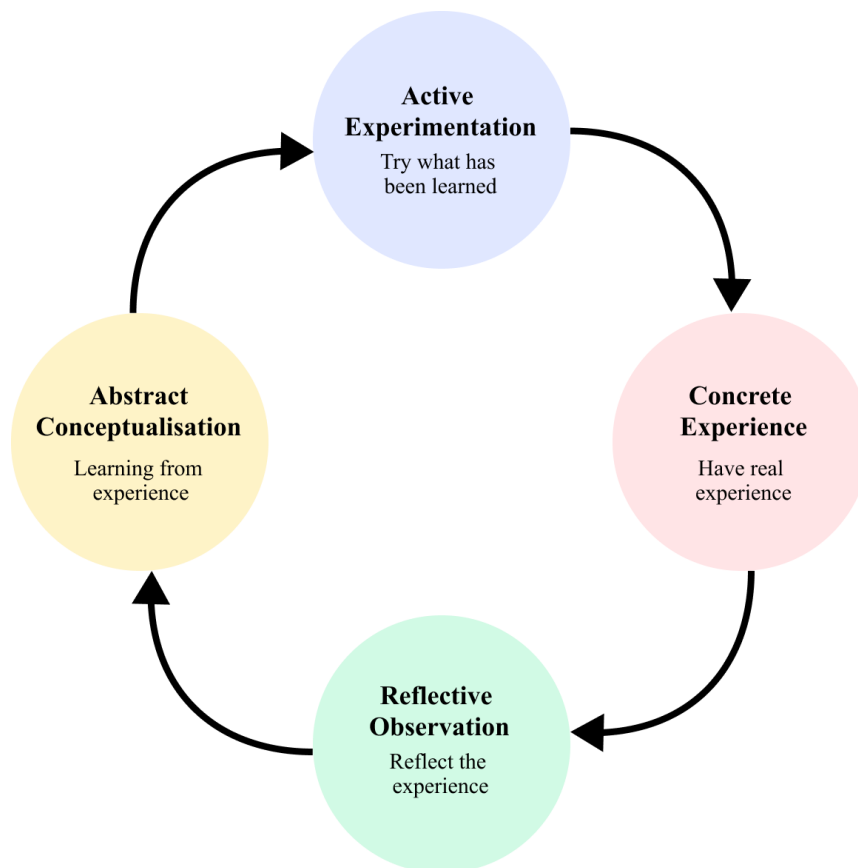 Active
Experimentation
Try what has
been learned
Abstract
Conceptualisation
Learning from
experience
Concrete
Experience
Have real
experience
Reflective
Observation
Reflect the
experience